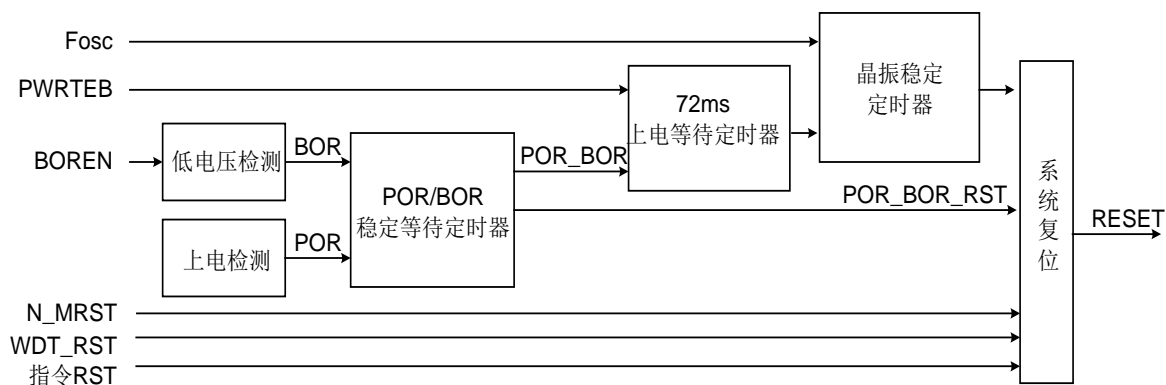 Fosc
PWRTEB
BOREN
低电压检测
BOR
上电检测
POR
POR/BOR
稳定等待定时器
POR_BOR
72ms
上电等待定时器
晶振稳定
定时器
POR_BOR_RST
N_MRST
WDT_RST
指令RST
系
统
复
位
RESET